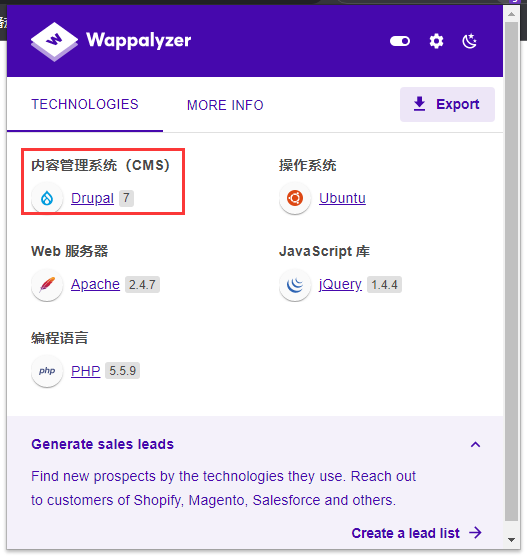 Wappalyzer
TECHNOLOGIES
MORE INFO
Export
内容管理系统（CMS）
Drupal 7
操作系统
Ubuntu
Web 服务器
Apache 2.4.7
JavaScript 库
jQuery 1.4.4
编程语言
php PHP 5.5.9
Generate sales leads
Find new prospects by the technologies they use. Reach out
to customers of Shopify, Magento, Salesforce and others.
Create a lead list